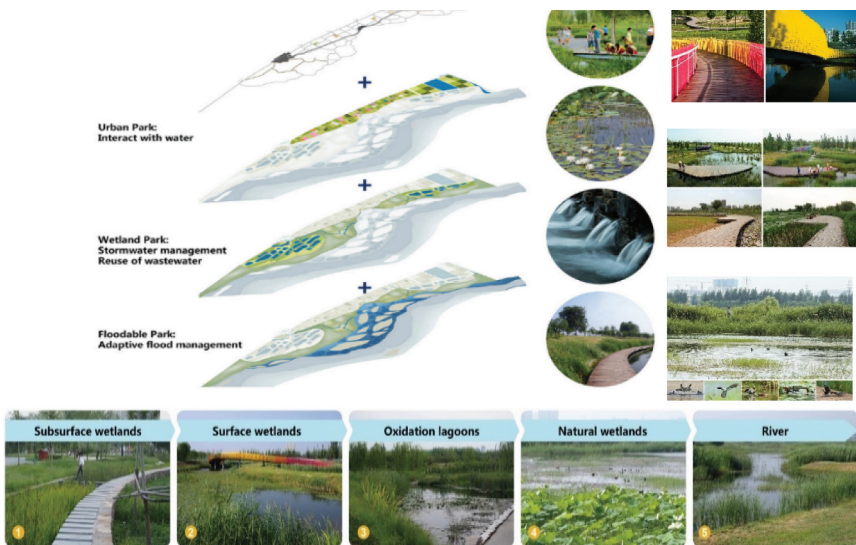 Urban Park:
Interact with water
Wetland Park:
Stormwater management
Reuse of wastewater
Floodable Park:
Adaptive flood management
Subsurface wetlands
Surface wetlands
Oxidation lagoons
Natural wetlands
River
1
2
3
4
5